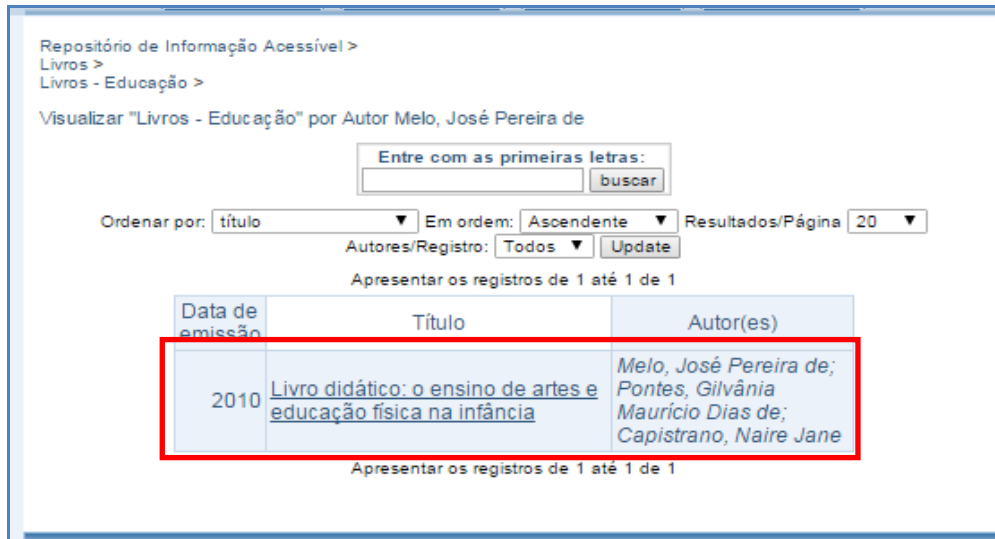 Repositório de Informação Acessível >
Livros >
Livros - Educação >
Visualizar "Livros - Educação" por Autor Melo, José Pereira de
Entre com as primeiras letras:
buscar
Ordenar por: título ▼ Em ordem: Ascendente ▼ Resultados/Página 20 ▼
Autores/Registro: Todos ▼ Update
Apresentar os registros de 1 até 1 de 1
Data de emissão Título Autor(es)
2010 Livro didático: o ensino de artes e educação física na infância Melo, José Pereira de; Pontes, Gilvânia Maurício Dias de; Capistrano, Naire Jane
Apresentar os registros de 1 até 1 de 1